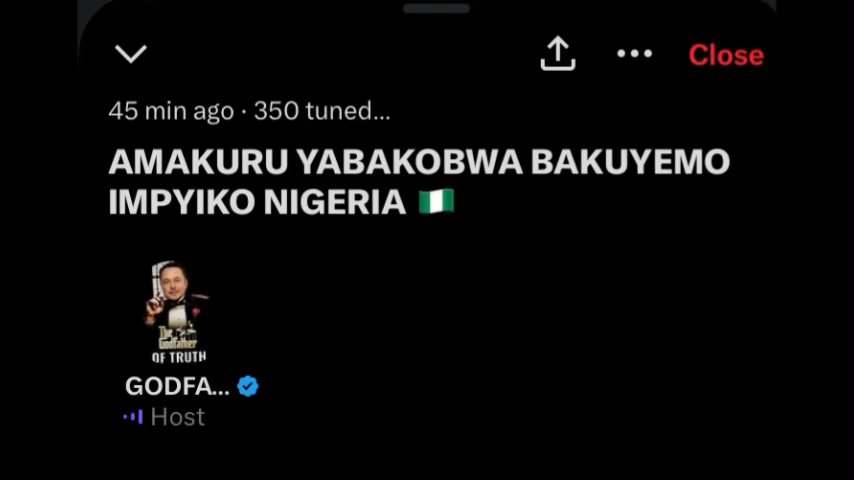 Close
45 min ago · 350 tuned...
AMAKURU YABAKOBWA BAKUYEMO
IMPYIKO NIGERIA 🇳🇬
The
Godfather
OF TRUTH
GODFA...
Host